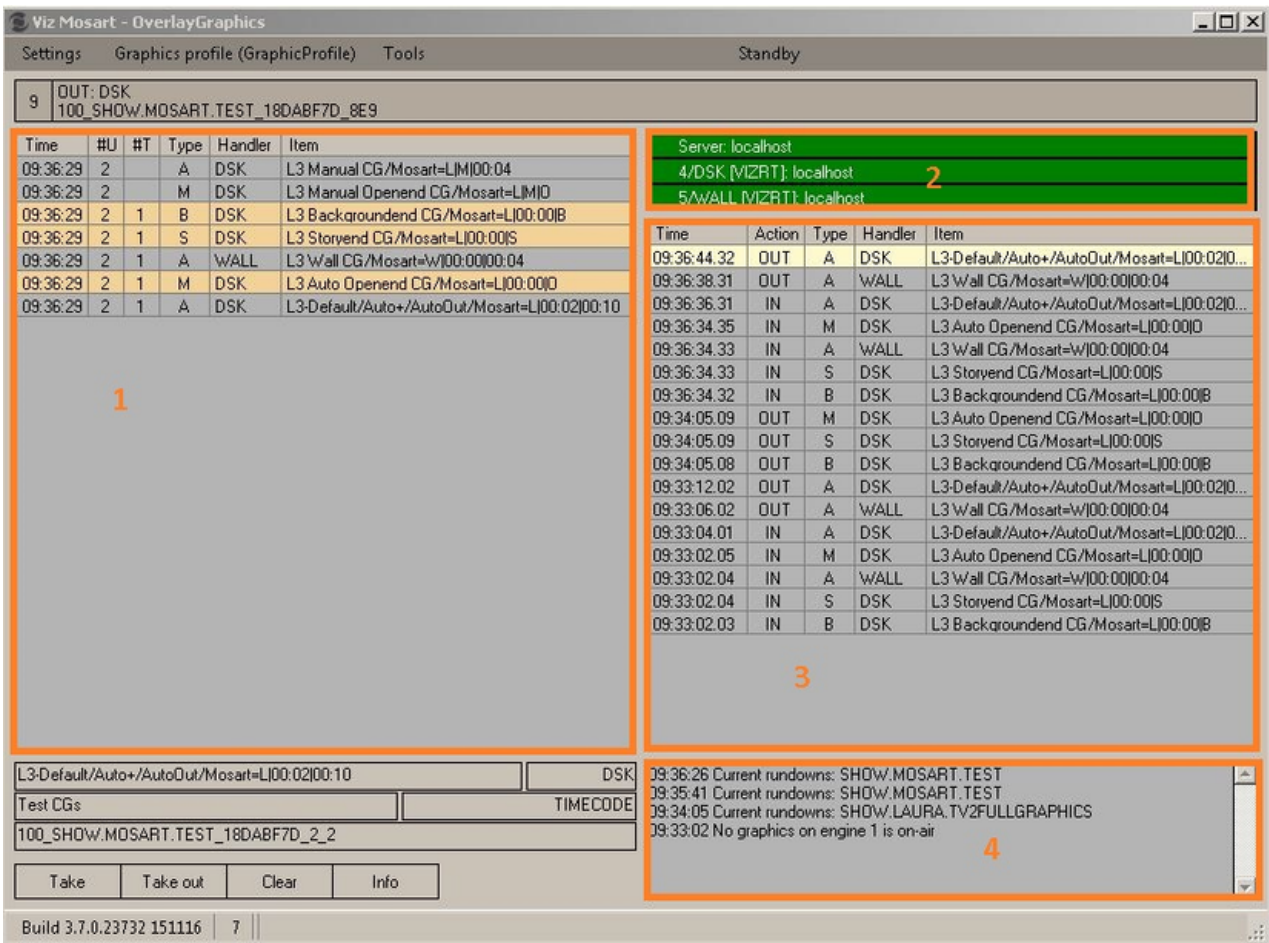 Viz Mosart - OverlayGraphics
Settings Graphics profile (GraphicProfile) Tools Standby
9 OUT: DSK
100_SHOW.MOSART.TEST_18DABF7D_8E9
Time #U #T Type Handler Item
09:36:29 2 A DSK L3 Manual CG/Mosart=L|M|00:04
09:36:29 2 M DSK L3 Manual Openend CG/Mosart=L|M|O
09:36:29 2 1 B DSK L3 Backgroundend CG/Mosart=L|00:00|B
09:36:29 2 1 S DSK L3 Storyend CG/Mosart=L|00:00|S
09:36:29 2 1 A WALL L3 Wall CG/Mosart=W|00:00|00:04
09:36:29 2 1 M DSK L3 Auto Openend CG/Mosart=L|00:00|O
09:36:29 2 1 A DSK L3-Default/Auto+/AutoOut/Mosart=L|00:02|00:10
1
Server: localhost
4/DSK [VIZRT]: localhost
5/WALL [VIZRT]: localhost
2
Time Action Type Handler Item
09:36:44.32 OUT A DSK L3-Default/Auto+/AutoOut/Mosart=L|00:02|0...
09:36:38.31 OUT A WALL L3 Wall CG/Mosart=W|00:00|00:04
09:36:36.31 IN A DSK L3-Default/Auto+/AutoOut/Mosart=L|00:02|0...
09:36:34.35 IN M DSK L3 Auto Openend CG/Mosart=L|00:00|O
09:36:34.33 IN A WALL L3 Wall CG/Mosart=W|00:00|00:04
09:36:34.33 IN S DSK L3 Storyend CG/Mosart=L|00:00|S
09:36:34.32 IN B DSK L3 Backgroundend CG/Mosart=L|00:00|B
09:34:05.09 OUT M DSK L3 Auto Openend CG/Mosart=L|00:00|O
09:34:05.09 OUT S DSK L3 Storyend CG/Mosart=L|00:00|S
09:34:05.08 OUT B DSK L3 Backgroundend CG/Mosart=L|00:00|B
09:33:12.02 OUT A DSK L3-Default/Auto+/AutoOut/Mosart=L|00:02|0...
09:33:06.02 OUT A WALL L3 Wall CG/Mosart=W|00:00|00:04
09:33:04.01 IN A DSK L3-Default/Auto+/AutoOut/Mosart=L|00:02|0...
09:33:02.05 IN M DSK L3 Auto Openend CG/Mosart=L|00:00|O
09:33:02.04 IN A WALL L3 Wall CG/Mosart=W|00:00|00:04
09:33:02.04 IN S DSK L3 Storyend CG/Mosart=L|00:00|S
09:33:02.03 IN B DSK L3 Backgroundend CG/Mosart=L|00:00|B
3
L3-Default/Auto+/AutoOut/Mosart=L|00:02|00:10 DSK
Test CGs TIMECODE
100_SHOW.MOSART.TEST_18DABF7D_2_2
Take Take out Clear Info
09:36:26 Current rundowns: SHOW.MOSART.TEST
09:35:41 Current rundowns: SHOW.MOSART.TEST
09:34:05 Current rundowns: SHOW.LAURA.TV2FULLGRAPHICS
09:33:02 No graphics on engine 1 is on-air
4
Build 3.7.0.23732 151116 7